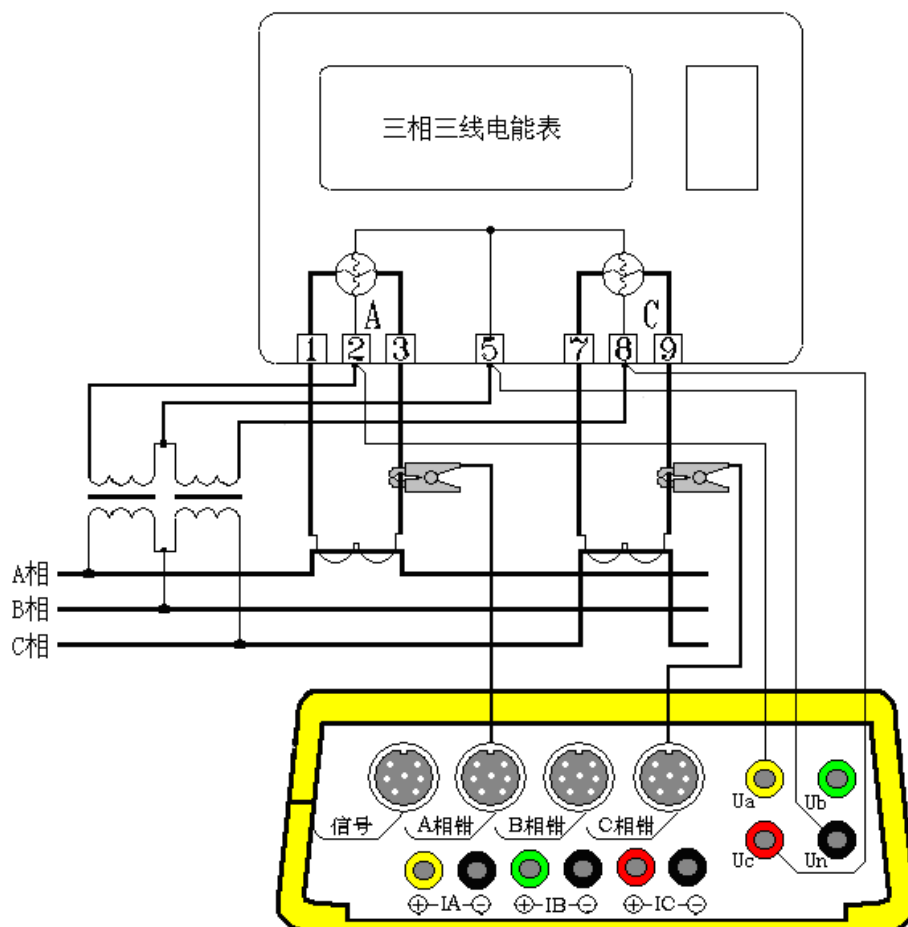 三相三线电能表
A
C
1 2 3 5 7 8 9
A相
B相
C相
Ua Ub
信号 A相钳 B相钳 C相钳
Uc Un
⊕-IA-⊖ ⊕-IB-⊖ ⊕-IC-⊖